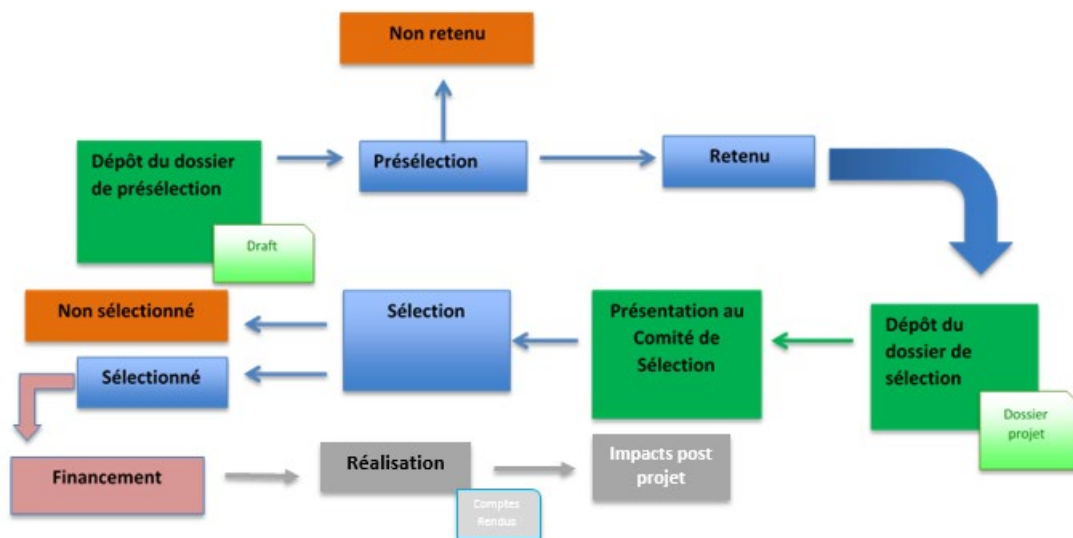 Non retenu
Dépôt du dossier
de présélection
Draft
Présélection
Retenu
Non sélectionné
Sélectionné
Sélection
Présentation au
Comité de
Sélection
Dépôt du
dossier de
sélection
Dossier
projet
Financement
Réalisation
Comptes
Rendus
Impacts post
projet